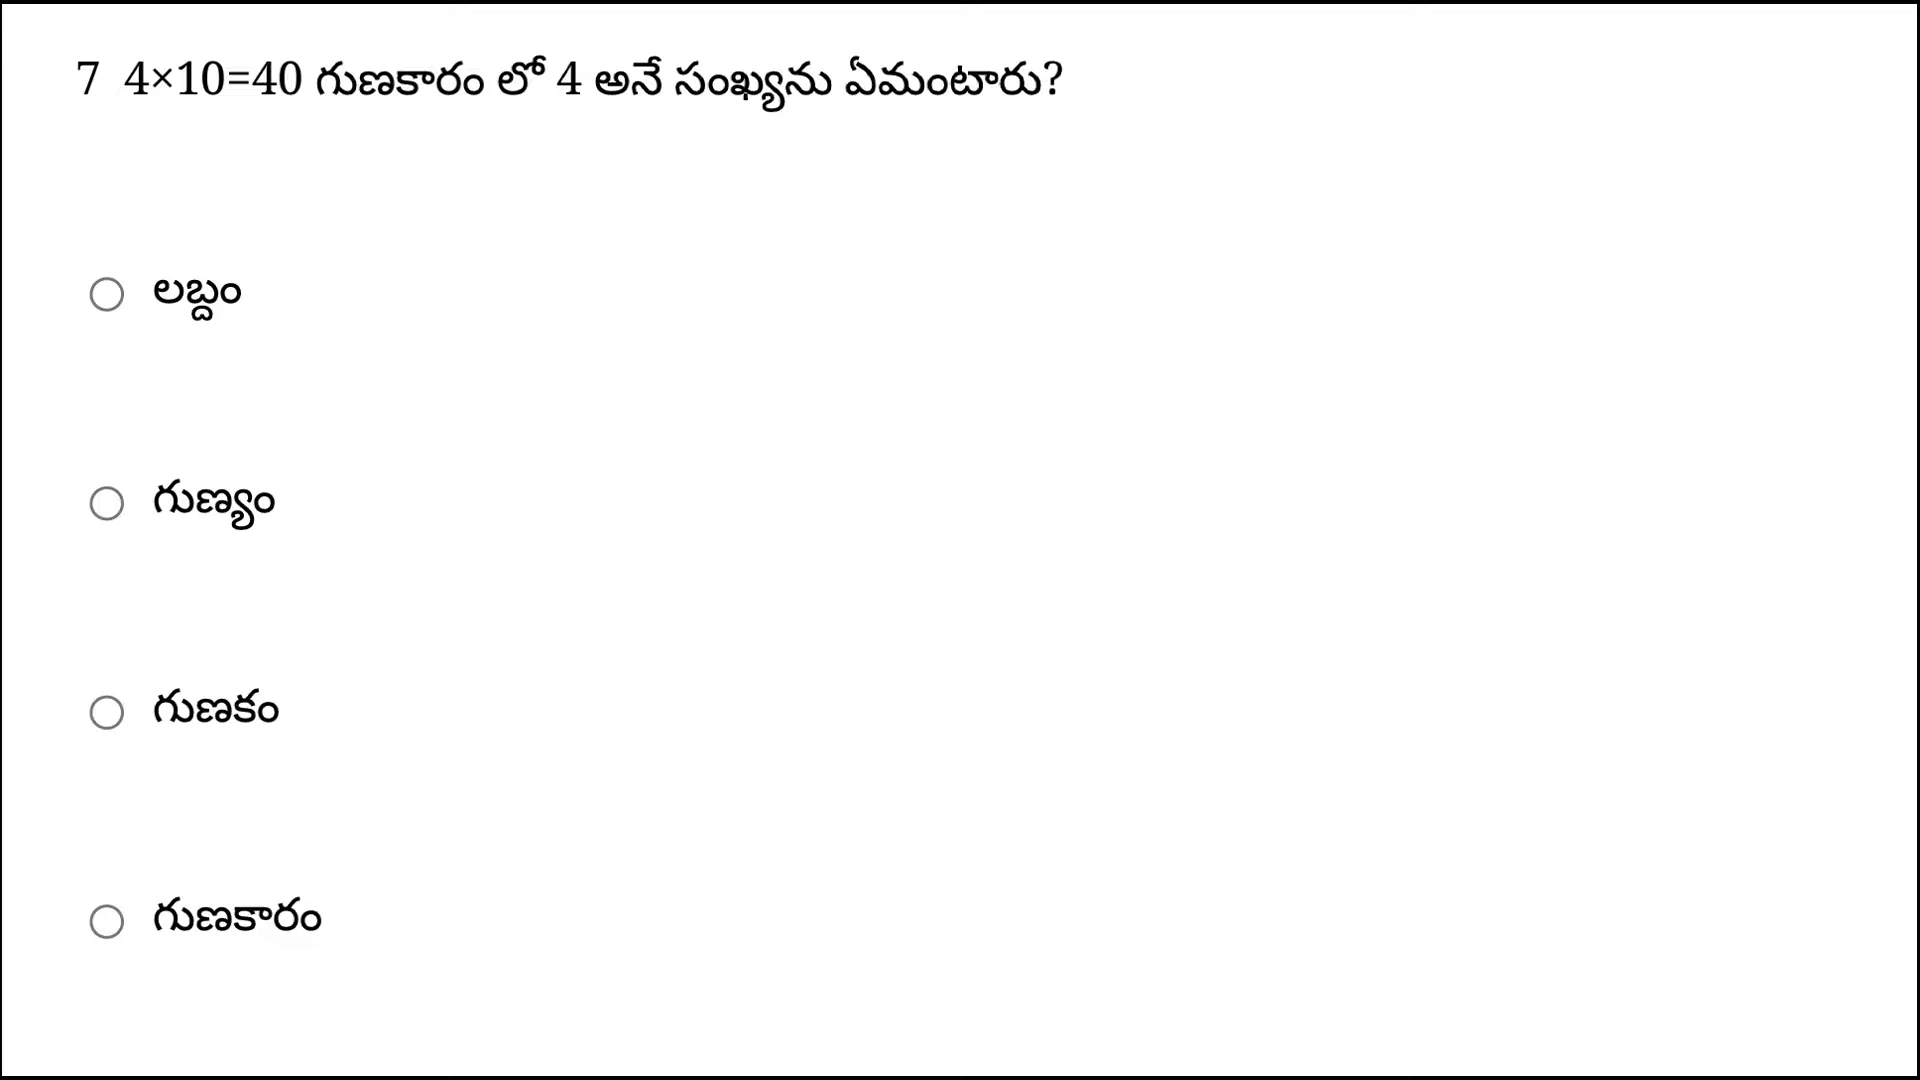 7 4×10=40 గుణకారం లో 4 అనే సంఖ్యను ఏమంటారు?
లబ్దం
గుణ్యం
గుణకం
గుణకారం